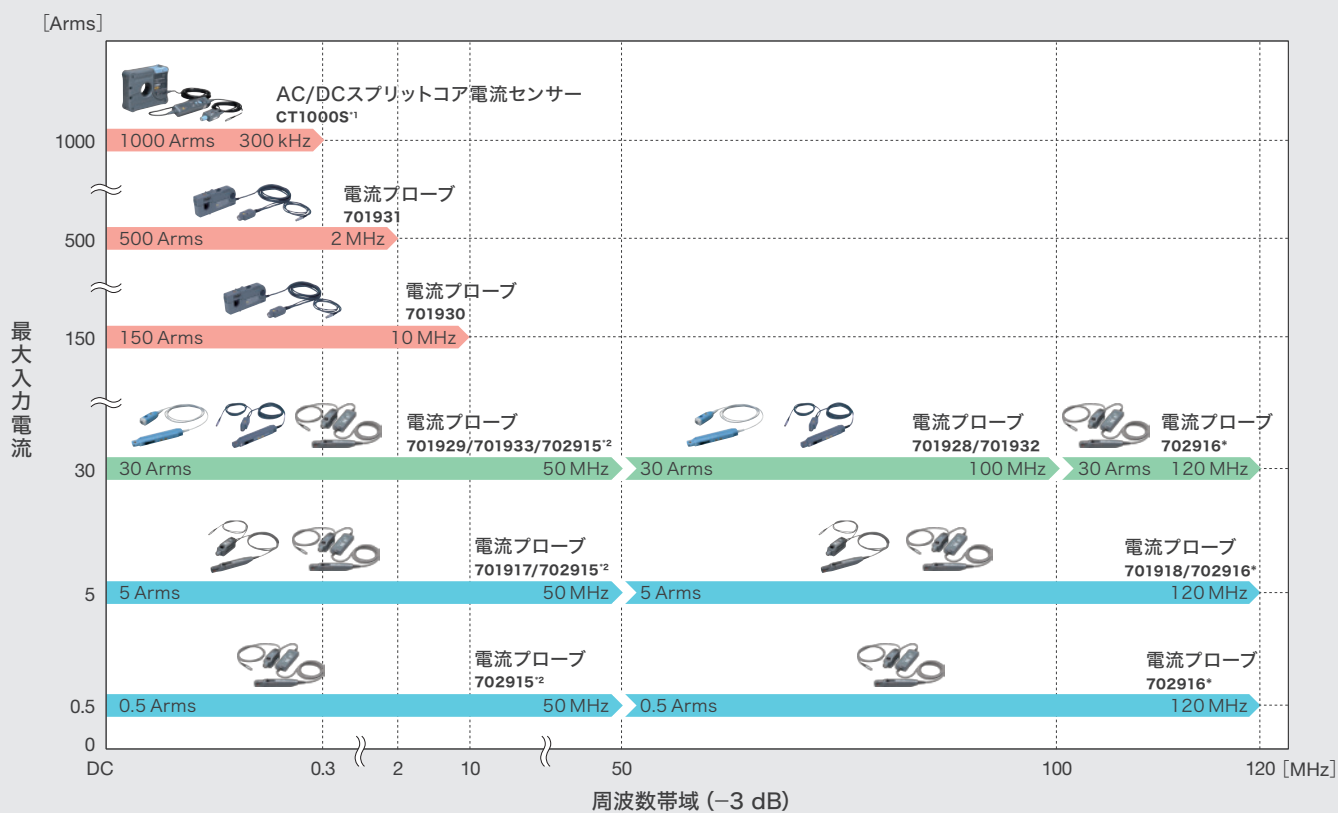 [Arms]
AC/DCスプリットコア電流センサー
CT1000S*1
1000
1000 Arms 300 kHz
電流プローブ
701931
500
500 Arms 2 MHz
電流プローブ
701930
150
150 Arms 10 MHz
最大入力電流
電流プローブ
701929/701933/702915*2
電流プローブ
701928/701932
電流プローブ
702916*
30
30 Arms 50 MHz
30 Arms 100 MHz
30 Arms 120 MHz
電流プローブ
701917/702915*2
電流プローブ
701918/702916*
5
5 Arms 50 MHz
5 Arms 120 MHz
電流プローブ
702915*2
電流プローブ
702916*
0.5
0.5 Arms 50 MHz
0.5 Arms 120 MHz
0
DC 0.3 2 10 50 100 120 [MHz]
周波数帯域 (−3 dB)